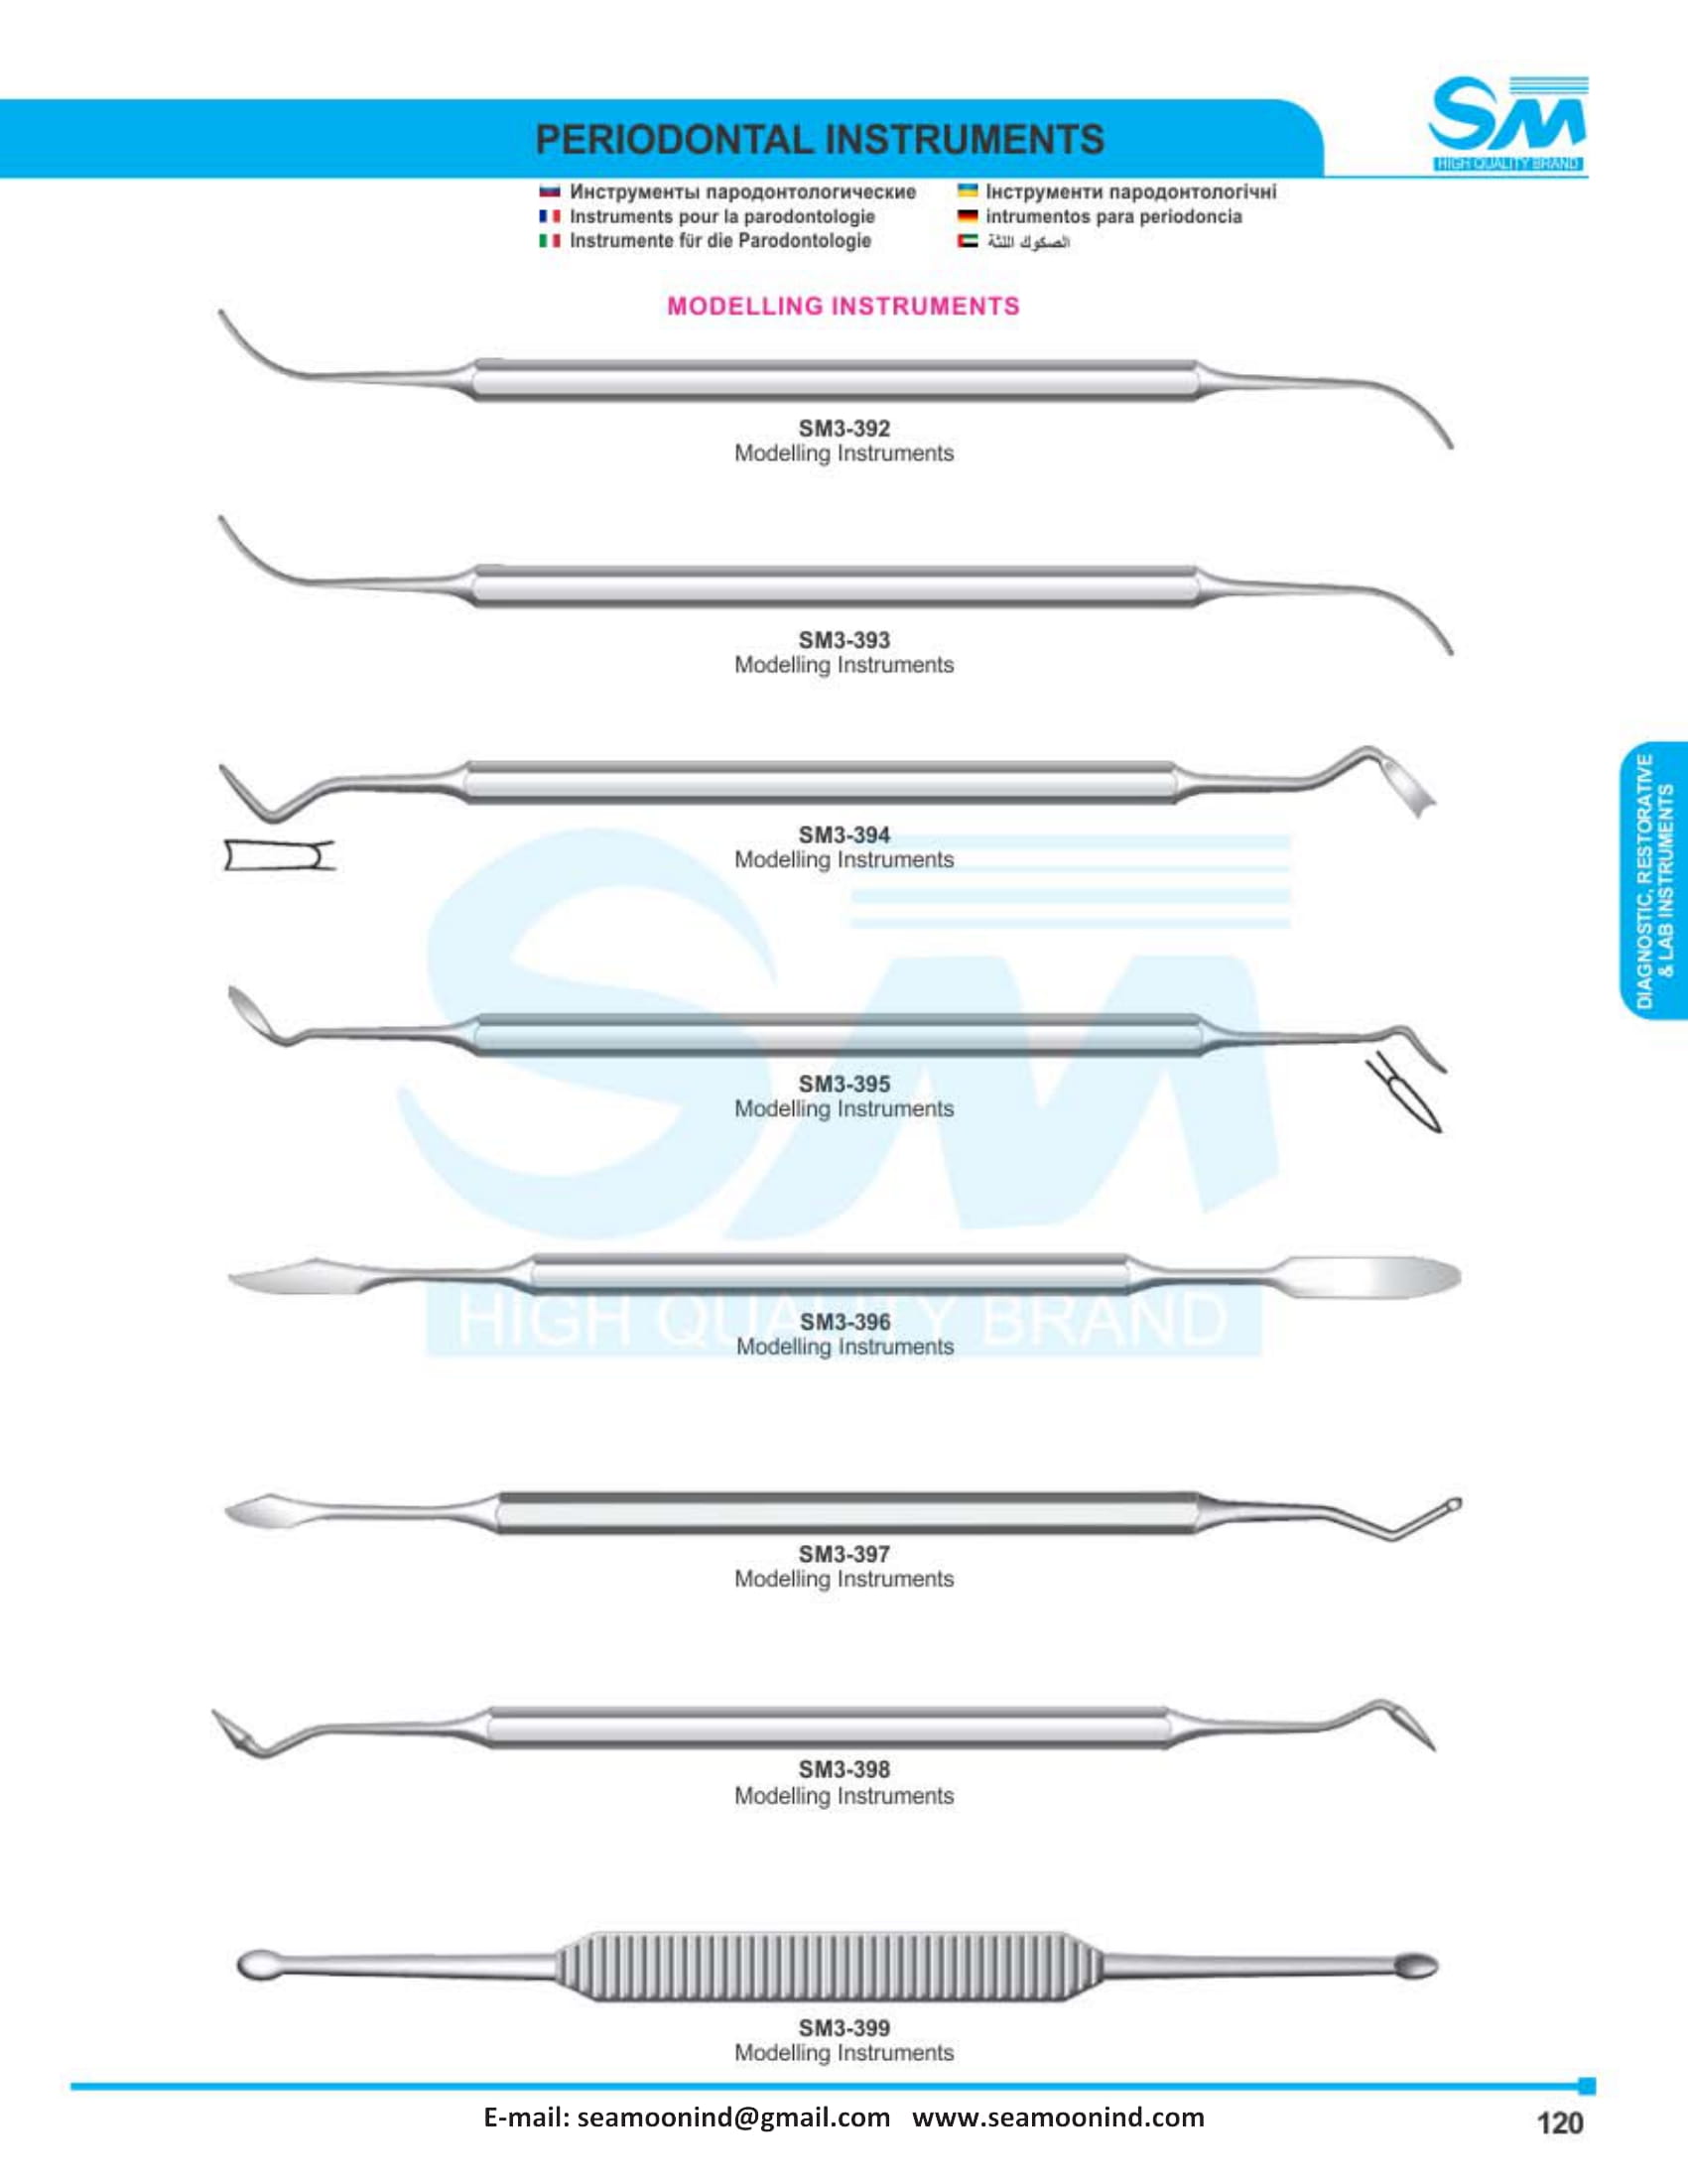 SM
HIGH QUALITY BRAND
PERIODONTAL INSTRUMENTS
Инструменты пародонтологические
Instruments pour la parodontologie
Instrumente für die Parodontologie
Інструменти пародонтологічні
intrumentos para periodoncia
الصكوك اللثة
MODELLING INSTRUMENTS
SM3-392
Modelling Instruments
SM3-393
Modelling Instruments
SM3-394
Modelling Instruments
SM3-395
Modelling Instruments
SM3-396
Modelling Instruments
SM3-397
Modelling Instruments
SM3-398
Modelling Instruments
SM3-399
Modelling Instruments
SM
HIGH QUALITY BRAND
DIAGNOSTIC, RESTORATIVE
& LAB INSTRUMENTS
E-mail: seamoonind@gmail.com www.seamoonind.com
120